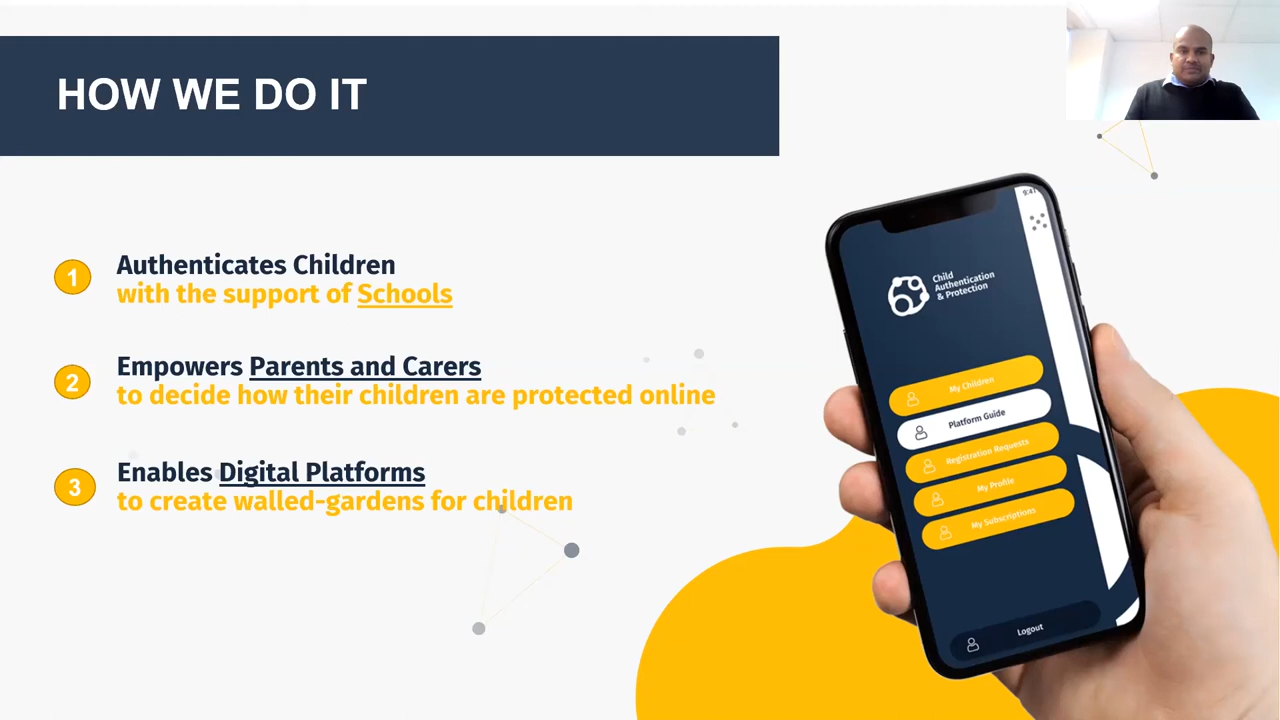 HOW WE DO IT
1
Authenticates Children
with the support of Schools
2
Empowers Parents and Carers
to decide how their children are protected online
3
Enables Digital Platforms
to create walled-gardens for children
9:41
Child
Authentication
& Protection
My Children
Platform Guide
Registration Requests
My Profile
My Subscriptions
Logout